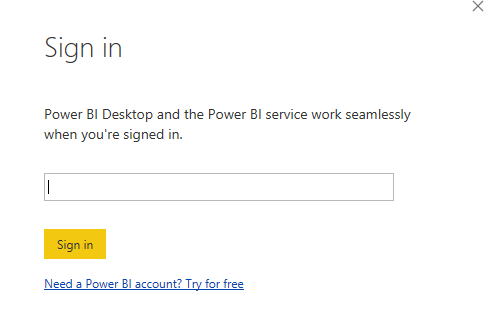 Sign in
Power BI Desktop and the Power BI service work seamlessly
when you're signed in.
Sign in
Need a Power BI account? Try for free